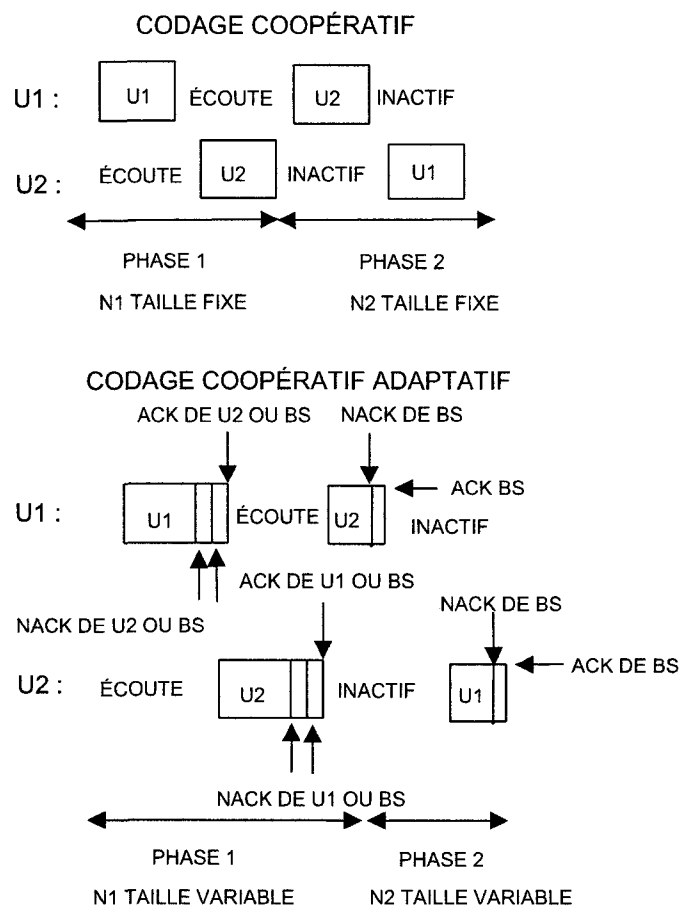 CODAGE COOPÉRATIF
U1 : U1 ÉCOUTE U2 INACTIF
U2 : ÉCOUTE U2 INACTIF U1
PHASE 1 PHASE 2
N1 TAILLE FIXE N2 TAILLE FIXE
CODAGE COOPÉRATIF ADAPTATIF
ACK DE U2 OU BS NACK DE BS
ACK BS
U1 : U1 ÉCOUTE U2 INACTIF
ACK DE U1 OU BS
NACK DE BS
NACK DE U2 OU BS
ACK DE BS
U2 : ÉCOUTE U2 INACTIF U1
NACK DE U1 OU BS
PHASE 1 PHASE 2
N1 TAILLE VARIABLE N2 TAILLE VARIABLE